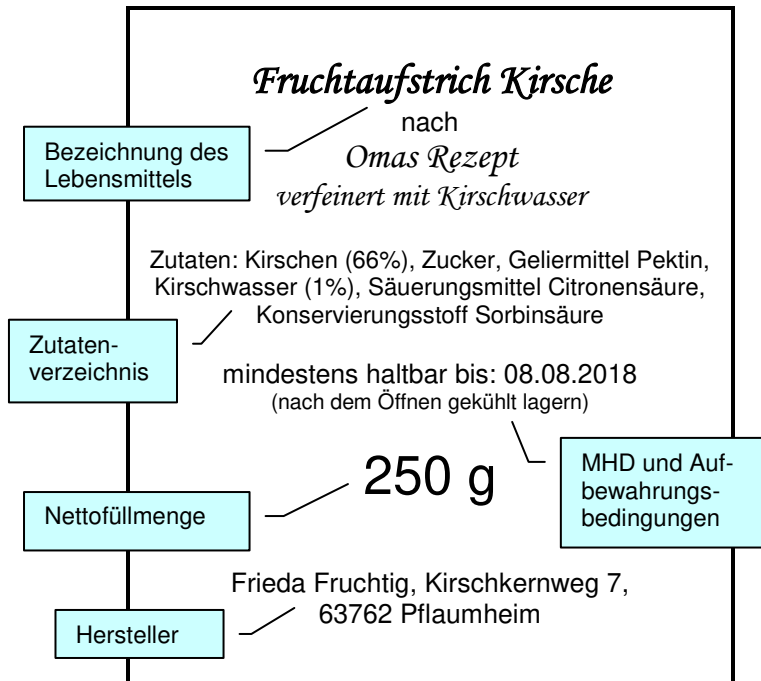 Fruchtaufstrich Kirsche
nach
Omas Rezept
verfeinert mit Kirschwasser
Bezeichnung des
Lebensmittels
Zutaten: Kirschen (66%), Zucker, Geliermittel Pektin,
Kirschwasser (1%), Säuerungsmittel Citronensäure,
Konservierungsstoff Sorbinsäure
Zutaten-
verzeichnis
mindestens haltbar bis: 08.08.2018
(nach dem Öffnen gekühlt lagern)
MHD und Auf-
bewahrungs-
bedingungen
250 g
Nettofüllmenge
Frieda Fruchtig, Kirschkernweg 7,
63762 Pflaumheim
Hersteller